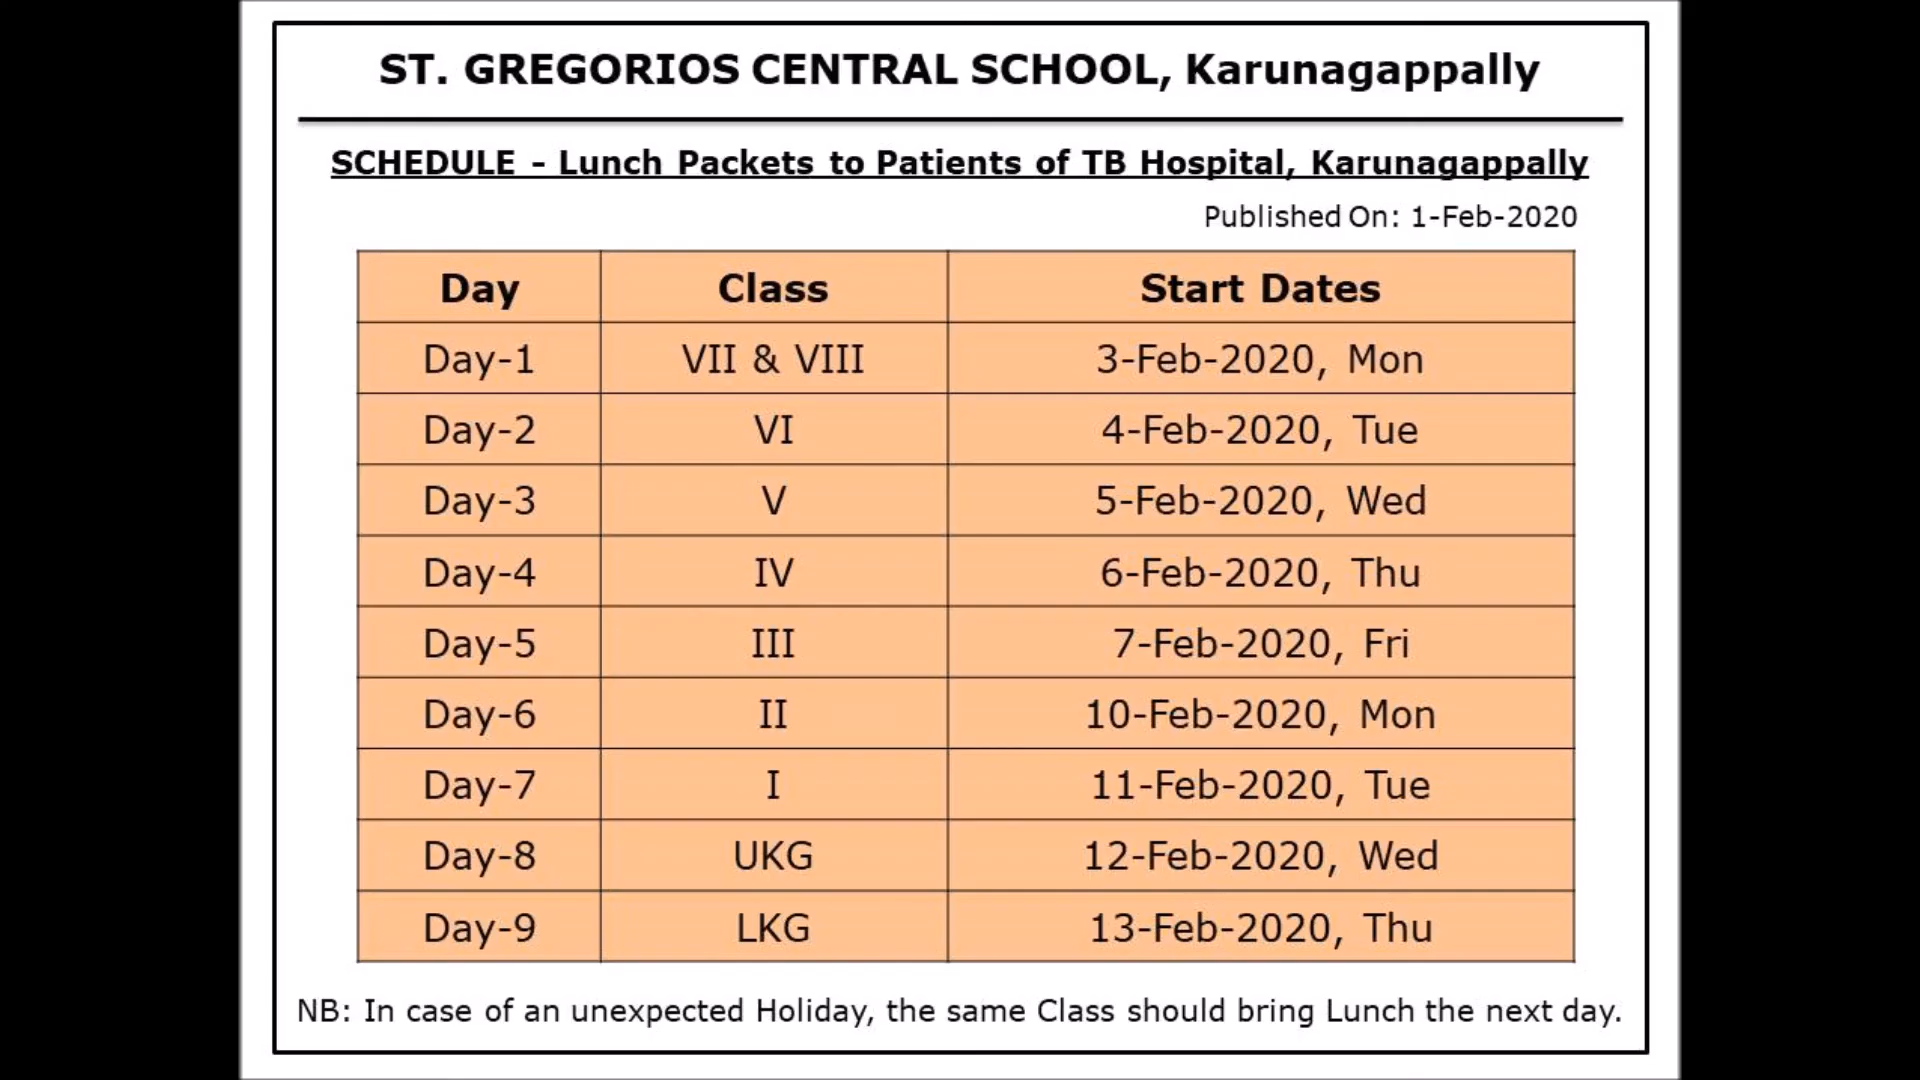 ST. GREGORIOS CENTRAL SCHOOL, Karunagappally
SCHEDULE - Lunch Packets to Patients of TB Hospital, Karunagappally
Published On: 1-Feb-2020
Day Class Start Dates
Day-1 VII & VIII 3-Feb-2020, Mon
Day-2 VI 4-Feb-2020, Tue
Day-3 V 5-Feb-2020, Wed
Day-4 IV 6-Feb-2020, Thu
Day-5 III 7-Feb-2020, Fri
Day-6 II 10-Feb-2020, Mon
Day-7 I 11-Feb-2020, Tue
Day-8 UKG 12-Feb-2020, Wed
Day-9 LKG 13-Feb-2020, Thu
NB: In case of an unexpected Holiday, the same Class should bring Lunch the next day.